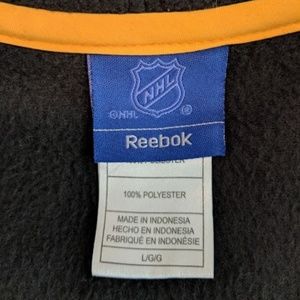 NHL
©NHL
®
Reebok
100% POLYESTER
MADE IN INDONESIA
HECHO EN INDONESIA
FABRIQUÉ EN INDONÉSIE
L/G/G